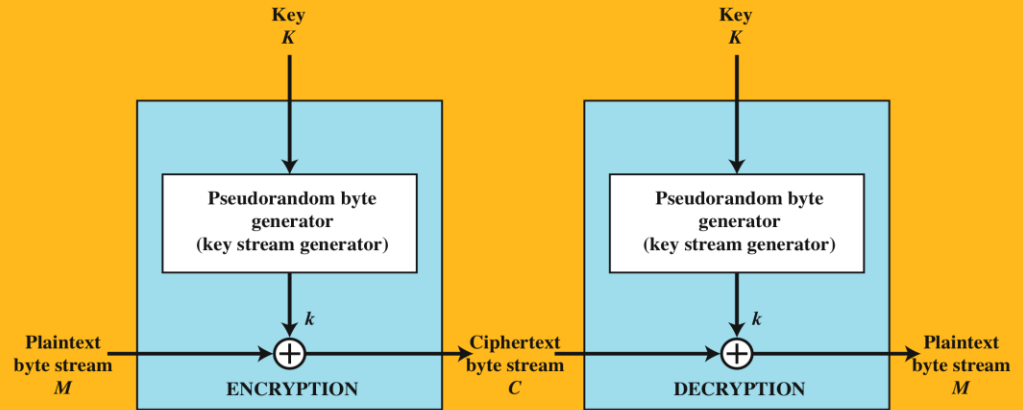 Key
K
Pseudorandom byte
generator
(key stream generator)
k
Plaintext
byte stream
M
ENCRYPTION
Ciphertext
byte stream
C
Key
K
Pseudorandom byte
generator
(key stream generator)
k
DECRYPTION
Plaintext
byte stream
M